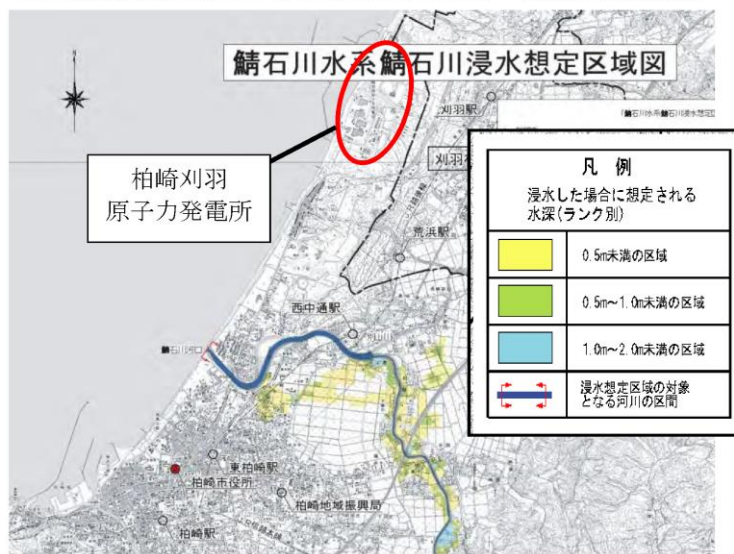 鯖石川水系鯖石川浸水想定区域図
刈羽駅
柏崎刈羽
原子力発電所
荒浜駅
西中通駅
鯖石川河口
東柏崎駅
柏崎市役所
柏崎地域振興局
柏崎駅
凡 例
浸水した場合に想定される
水深(ランク別)
0.5m未満の区域
0.5m~1.0m未満の区域
1.0m~2.0m未満の区域
浸水想定区域の対象
となる河川の区間